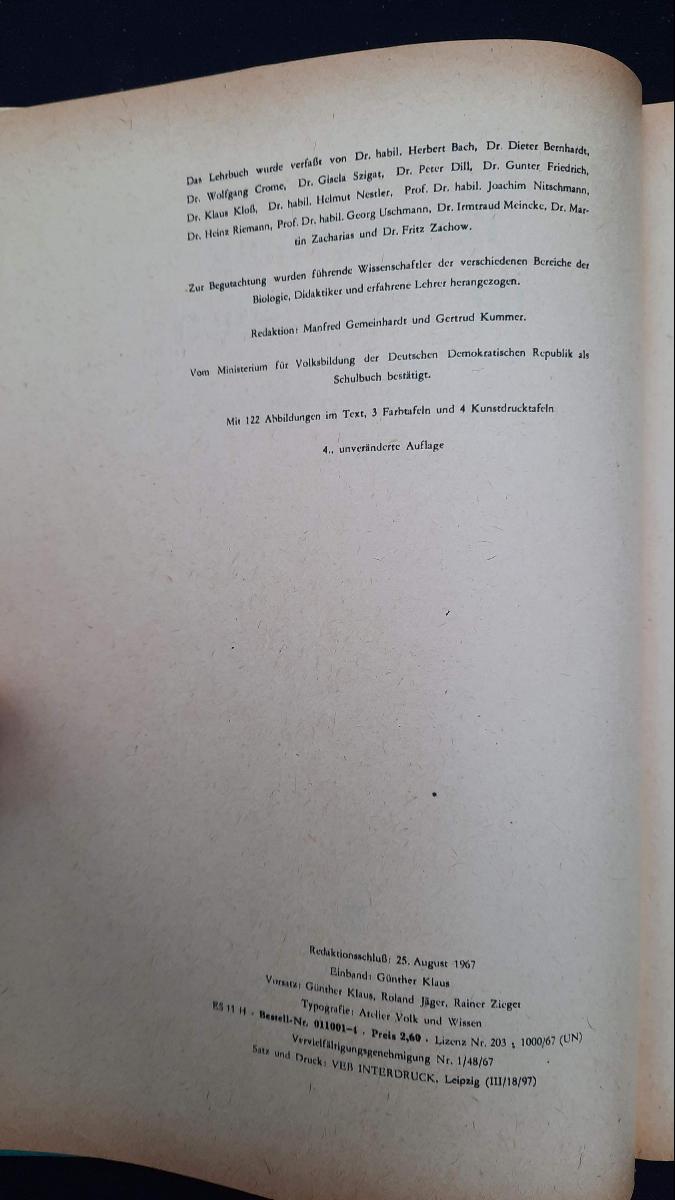 Das Lehrbuch wurde verfaßt von Dr. habil. Herbert Bach, Dr. Dieter Bernhardt,
Dr. Wolfgang Crome, Dr. Gisela Szigat, Dr. Peter Dill, Dr. Gunter Friedrich,
Dr. Klaus Kloß, Dr. habil. Helmut Nestler, Prof. Dr. habil. Joachim Nitschmann,
Dr. Heinz Riemann, Prof. Dr. habil. Georg Uschmann, Dr. Irmtraud Meincke, Dr. Mar-
tin Zacharias und Dr. Fritz Zachow.
Zur Begutachtung wurden führende Wissenschaftler der verschiedenen Bereiche der
Biologie, Didaktiker und erfahrene Lehrer herangezogen.
Redaktion: Manfred Gemeinhardt und Gertrud Kummer.
Vom Ministerium für Volksbildung der Deutschen Demokratischen Republik als
Schulbuch bestätigt.
Mit 122 Abbildungen im Text, 3 Farbtafeln und 4 Kunstdrucktafeln
4., unveränderte Auflage
Redaktionsschluß: 25. August 1967
Einband: Günther Klaus
Vorsatz: Günther Klaus, Roland Jäger, Rainer Zieger
Typografie: Atelier Volk und Wissen
ES 11 H · Bestell-Nr. 011001-4 · Preis 2,60 · Lizenz Nr. 203 · 1000/67 (UN)
Vervielfältigungsgenehmigung Nr. 1/48/67
Satz und Druck: VEB INTERDRUCK, Leipzig (III/18/97)